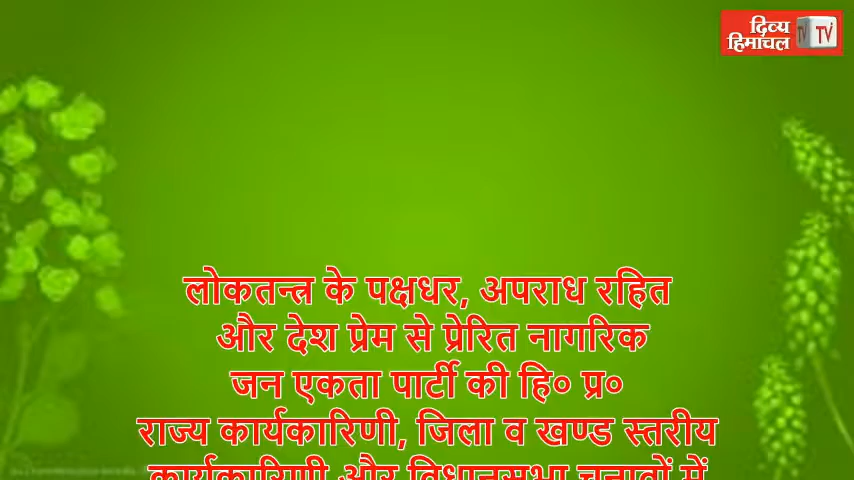 दिव्य
हिमाचल TV TV
लोकतन्त्र के पक्षधर, अपराध रहित
और देश प्रेम से प्रेरित नागरिक
जन एकता पार्टी की हि० प्र०
राज्य कार्यकारिणी, जिला व खण्ड स्तरीय
कार्यकारिणी और विधानसभा चुनावों में